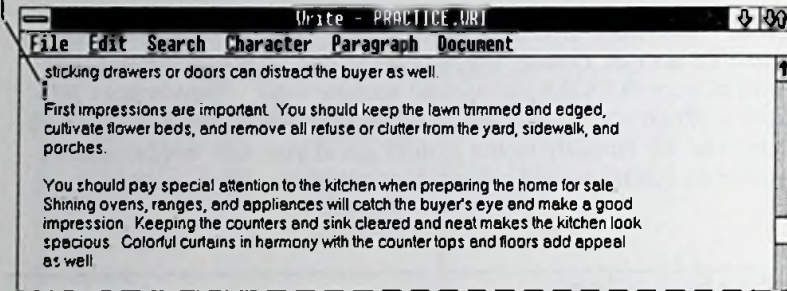 Write - PRACTICE.WRI
File Edit Search Character Paragraph Document
sticking drawers or doors can distract the buyer as well.
First impressions are important. You should keep the lawn trimmed and edged,
cultivate flower beds, and remove all refuse or clutter from the yard, sidewalk, and
porches.
You should pay special attention to the kitchen when preparing the home for sale.
Shining ovens, ranges, and appliances will catch the buyer's eye and make a good
impression. Keeping the counters and sink cleared and neat makes the kitchen look
spacious. Colorful curtains in harmony with the counter tops and floors add appeal
as well.